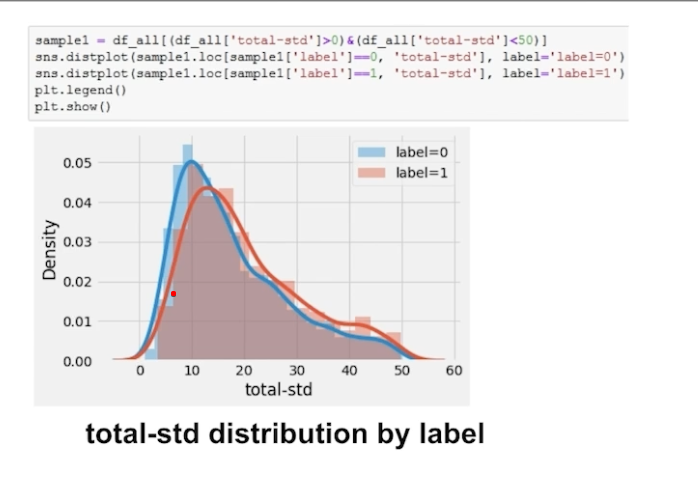 sample1 = df_all[(df_all['total-std']>0)&(df_all['total-std']<50)]
sns.distplot(sample1.loc[sample1['label']==0, 'total-std'], label='label=0')
sns.distplot(sample1.loc[sample1['label']==1, 'total-std'], label='label=1')
plt.legend()
plt.show()
label=0
label=1
0.05
0.04
0.03
0.02
0.01
0.00
Density
0 10 20 30 40 50 60
total-std
total-std distribution by label